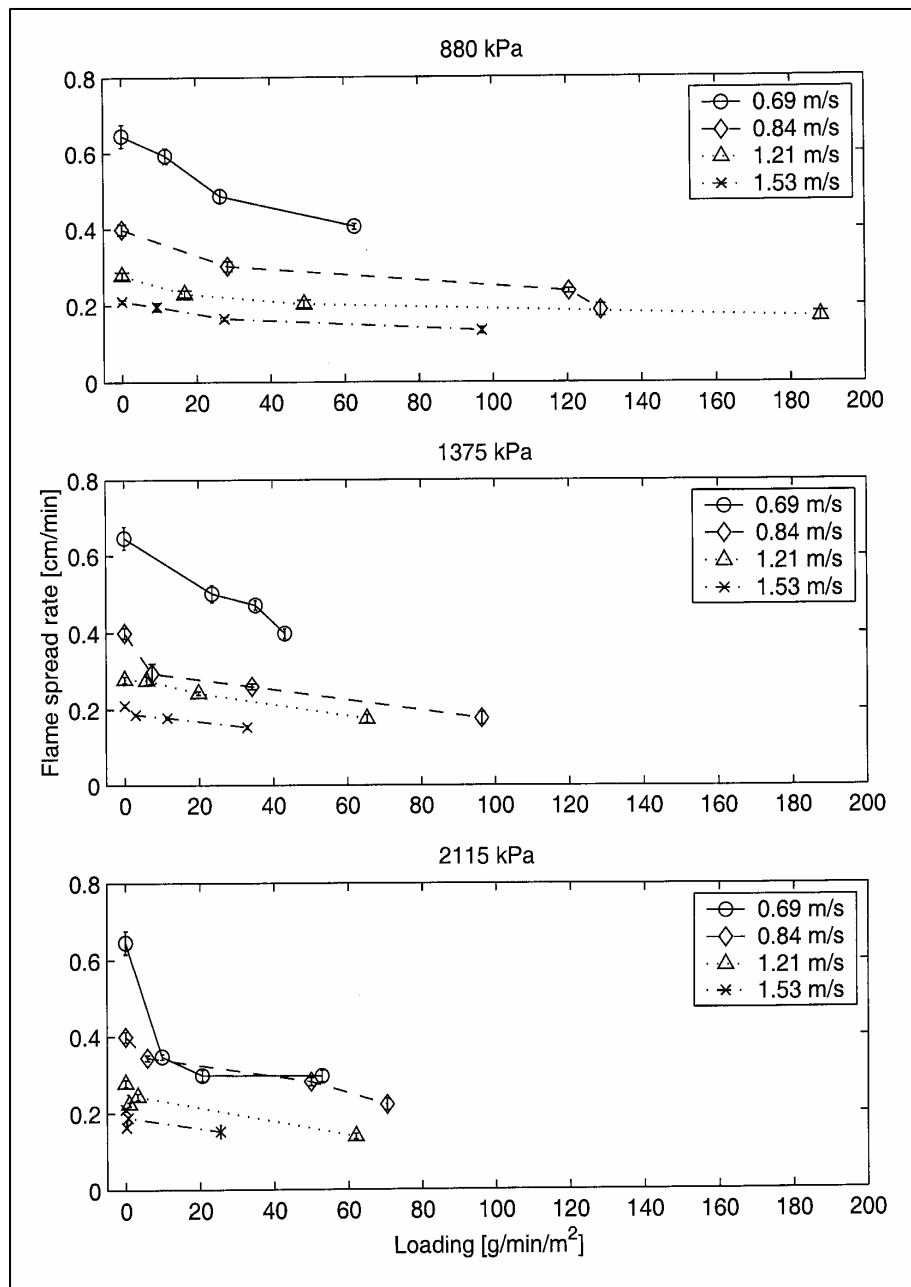 880 kPa
0.8
0.6
0.4
0.2
0
0 20 40 60 80 100 120 140 160 180 200
0.69 m/s
0.84 m/s
1.21 m/s
1.53 m/s
1375 kPa
Flame spread rate [cm/min]
0.8
0.6
0.4
0.2
0
0 20 40 60 80 100 120 140 160 180 200
0.69 m/s
0.84 m/s
1.21 m/s
1.53 m/s
2115 kPa
0.8
0.6
0.4
0.2
0
0 20 40 60 80 100 120 140 160 180 200
0.69 m/s
0.84 m/s
1.21 m/s
1.53 m/s
Loading [g/min/m²]